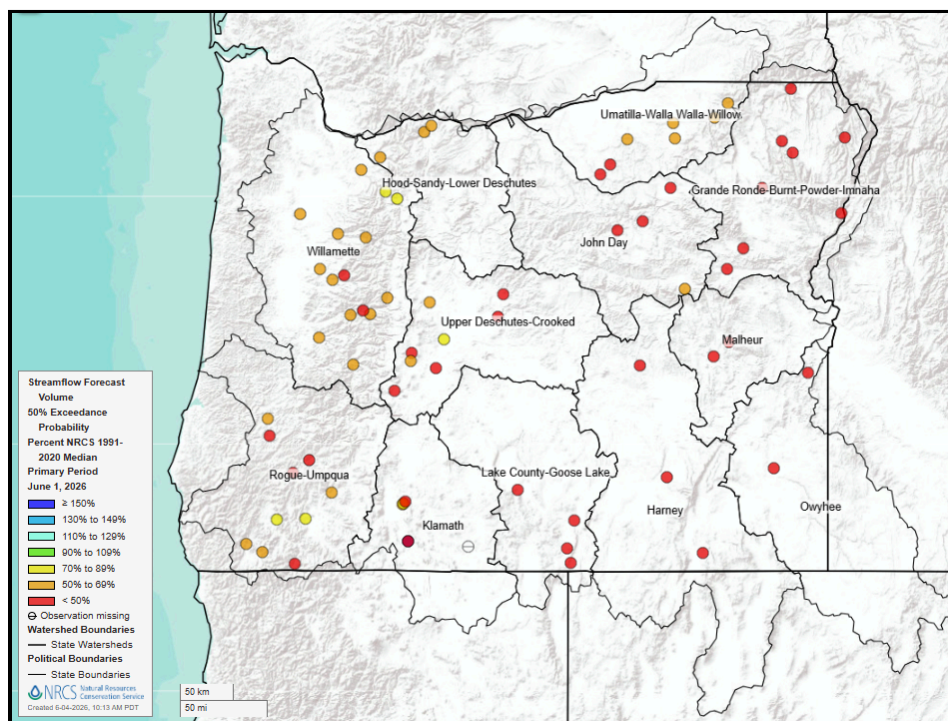 Umatilla-Walla Walla-Willow
Hood-Sandy-Lower Deschutes
Grande Ronde-Burnt-Powder-Imnaha
John Day
Willamette
Upper Deschutes-Crooked
Malheur
Rogue-Umpqua
Lake County-Goose Lake
Klamath
Harney
Owyhee
Streamflow Forecast
Volume
50% Exceedance
Probability
Percent NRCS 1991-
2020 Median
Primary Period
June 1, 2026
≥ 150%
130% to 149%
110% to 129%
90% to 109%
70% to 89%
50% to 69%
< 50%
Observation missing
Watershed Boundaries
State Watersheds
Political Boundaries
State Boundaries
NRCS Natural Resources
Conservation Service
Created 6-04-2026, 10:13 AM PDT
50 km
50 mi